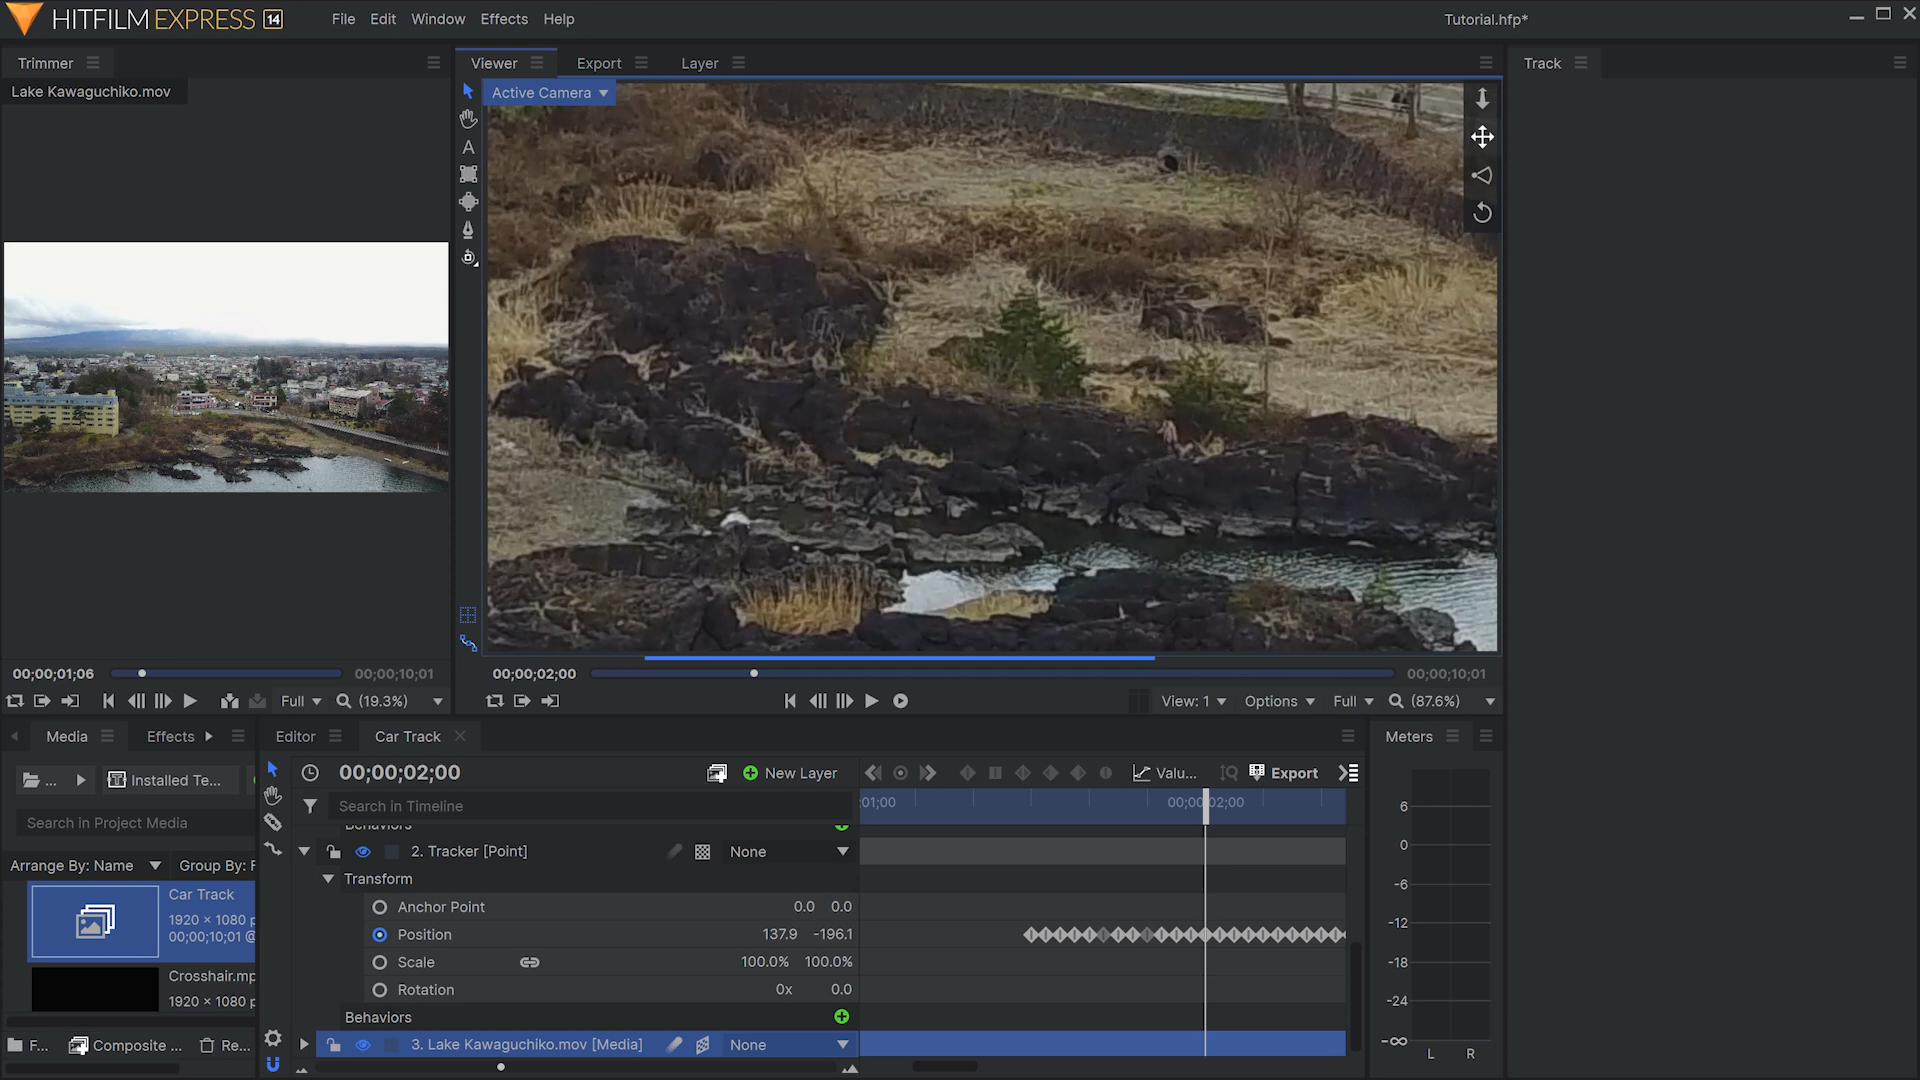 HITFILM EXPRESS 14
File Edit Window Effects Help
Tutorial.hfp*
Trimmer
Viewer Export Layer
Track
Lake Kawaguchiko.mov
Active Camera
00;00;01;06
00;00;10;01
00;00;02;00
00;00;10;01
Full (19.3%)
View: 1 Options Full (87.6%)
Media Effects
Editor Car Track
Meters
... Installed Te...
00;00;02;00
New Layer
Valu... Export
Search in Project Media
Search in Timeline
:01;00 00;00;02;00
Behaviors
Arrange By: Name Group By: F
2. Tracker [Point] None
Transform
Car Track
1920 × 1080 p
00;00;10;01 @
Anchor Point 0.0 0.0
Position 137.9 -196.1
Scale 100.0% 100.0%
Rotation 0x 0.0
Crosshair.mp
1920 × 1080 p
Behaviors
F... Composite ... Re...
3. Lake Kawaguchiko.mov [Media] None
6
0
-6
-12
-18
-24
-∞
L R